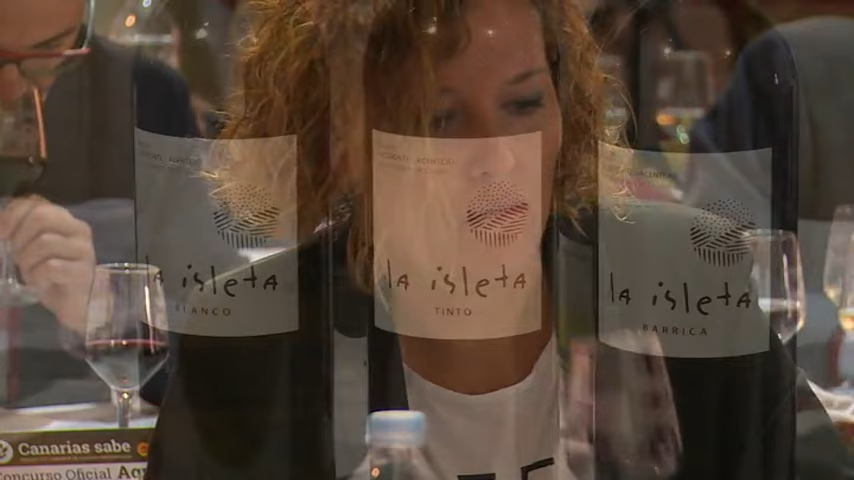 la isleta
BLANCO
la isleta
TINTO
la isleta
BARRICA
Canarias sabe
Concurso Oficial Agr